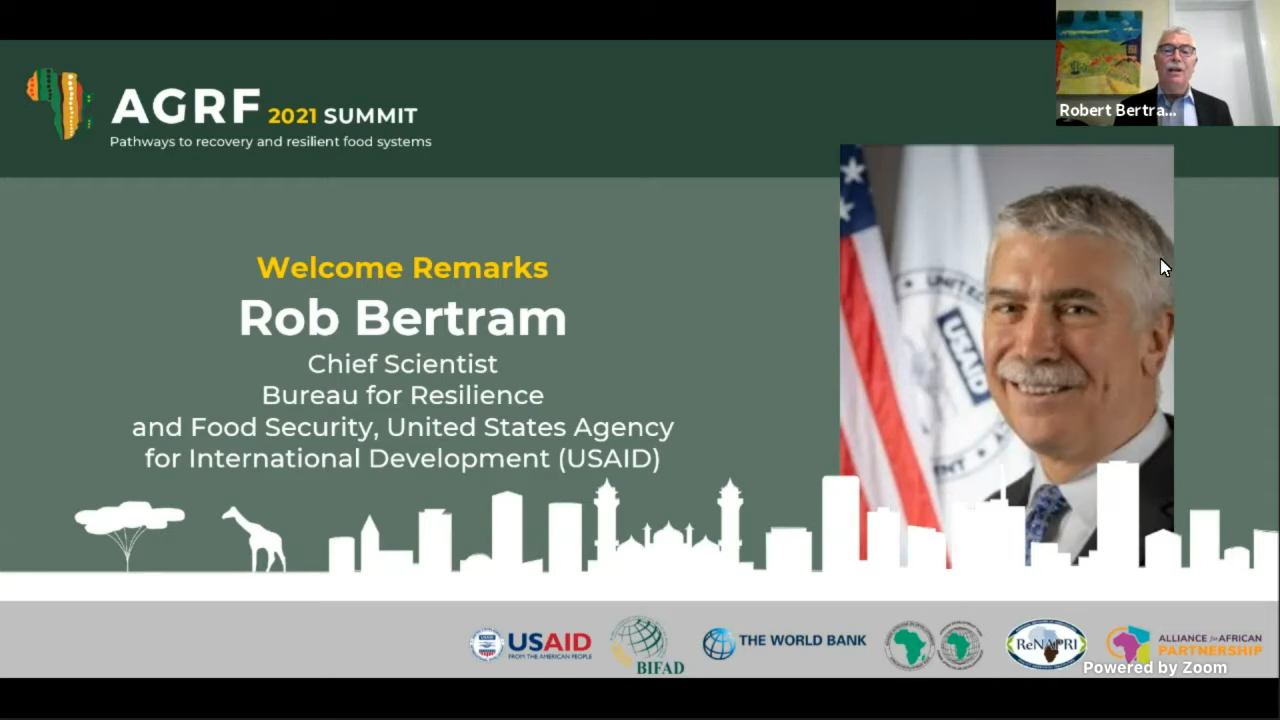 AGRF 2021 SUMMIT
Pathways to recovery and resilient food systems
Robert Bertra...
Welcome Remarks
Rob Bertram
Chief Scientist
Bureau for Resilience
and Food Security, United States Agency
for International Development (USAID)
UNITE
USAID
USAID
FROM THE AMERICAN PEOPLE
BIFAD
THE WORLD BANK
ReNAPRI
ALLIANCE for AFRICAN
PARTNERSHIP
Powered by Zoom